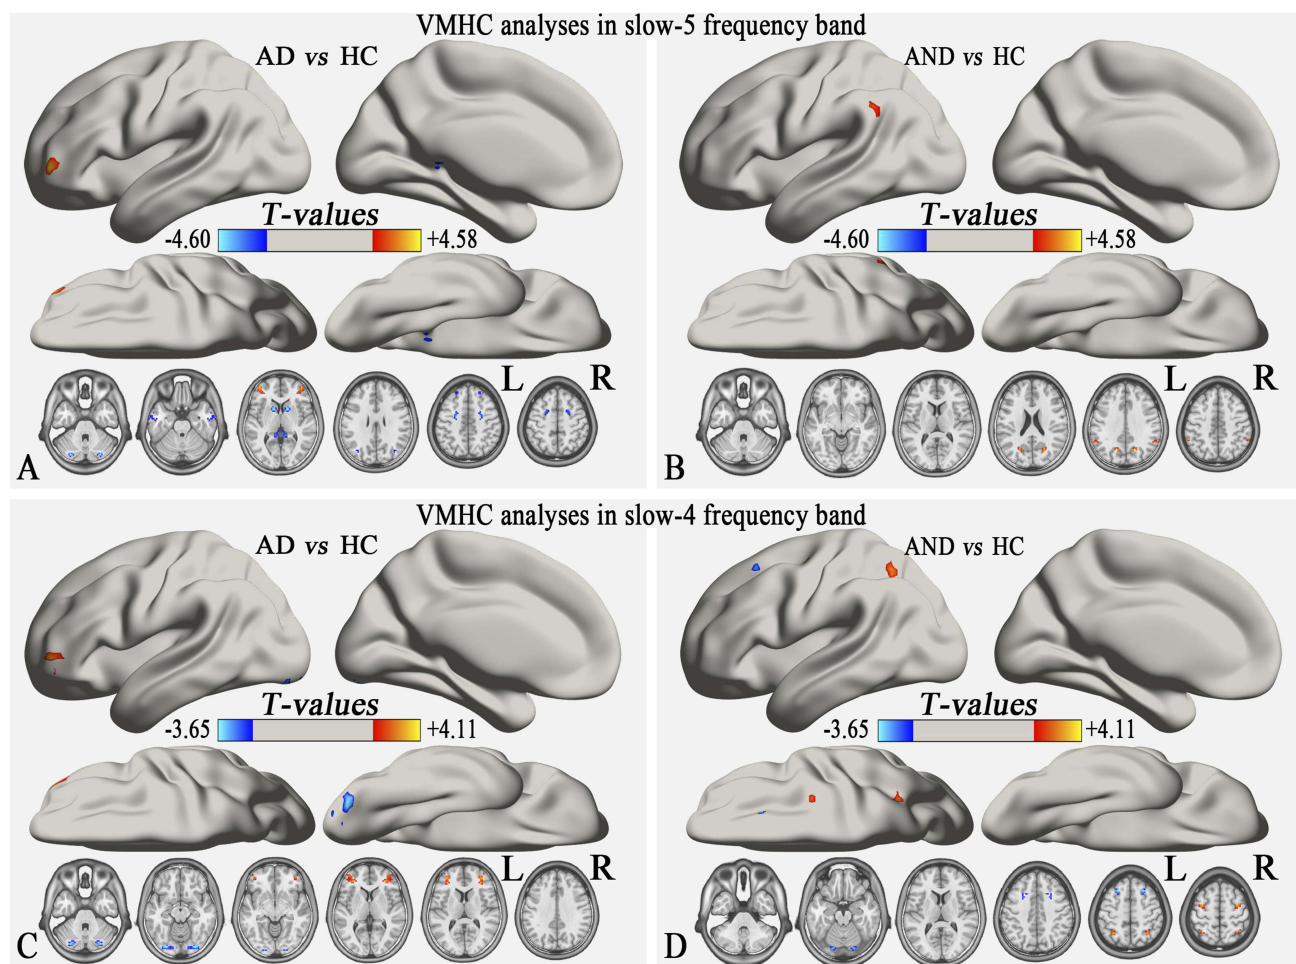 VMHC analyses in slow-5 frequency band
AD vs HC
T-values
-4.60
+4.58
L
R
A
AND vs HC
T-values
-4.60
+4.58
L
R
B
VMHC analyses in slow-4 frequency band
AD vs HC
T-values
-3.65
+4.11
L
R
C
AND vs HC
T-values
-3.65
+4.11
L
R
D